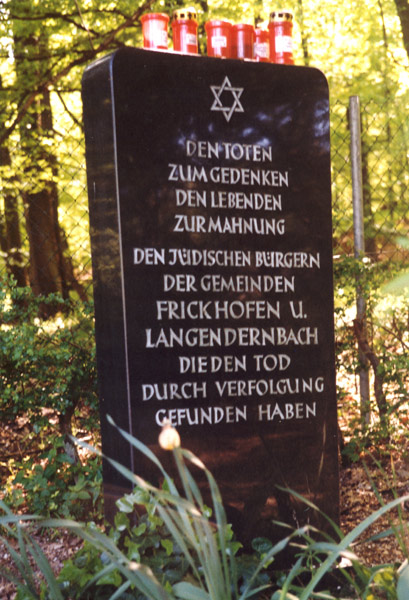 DEN TOTEN
ZUM GEDENKEN
DEN LEBENDEN
ZUR MAHNUNG
DEN JÜDISCHEN BÜRGERN
DER GEMEINDEN
FRICKHOFEN U.
LANGENDERNBACH
DIE DEN TOD
DURCH VERFOLGUNG
GEFUNDEN HABEN